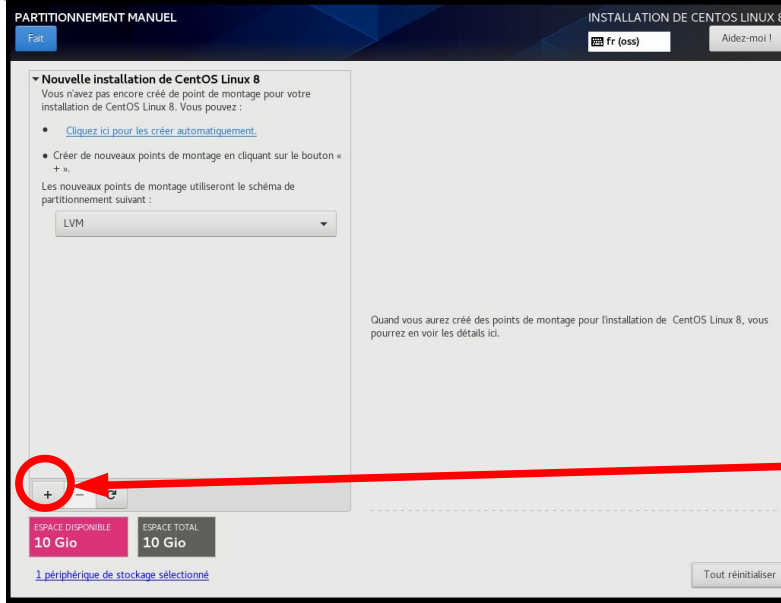 PARTITIONNEMENT MANUEL
INSTALLATION DE CENTOS LINUX 8
Fait
fr (oss)
Aidez-moi !
Nouvelle installation de CentOS Linux 8
Vous n'avez pas encore créé de point de montage pour votre
installation de CentOS Linux 8. Vous pouvez :
• Cliquez ici pour les créer automatiquement.
• Créer de nouveaux points de montage en cliquant sur le bouton «
+ ».
Les nouveaux points de montage utiliseront le schéma de
partitionnement suivant :
LVM
Quand vous aurez créé des points de montage pour l'installation de CentOS Linux 8, vous
pourrez en voir les détails ici.
+ −
ESPACE DISPONIBLE
10 Gio
ESPACE TOTAL
10 Gio
1 périphérique de stockage sélectionné
Tout réinitialiser